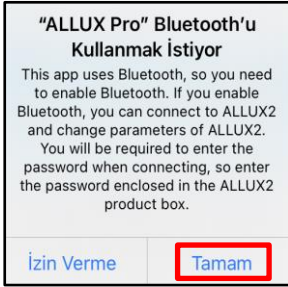 “ALLUX Pro” Bluetooth’u
Kullanmak İstiyor
This app uses Bluetooth, so you need
to enable Bluetooth. If you enable
Bluetooth, you can connect to ALLUX2
and change parameters of ALLUX2.
You will be required to enter the
password when connecting, so enter
the password enclosed in the ALLUX2
product box.
İzin Verme
Tamam